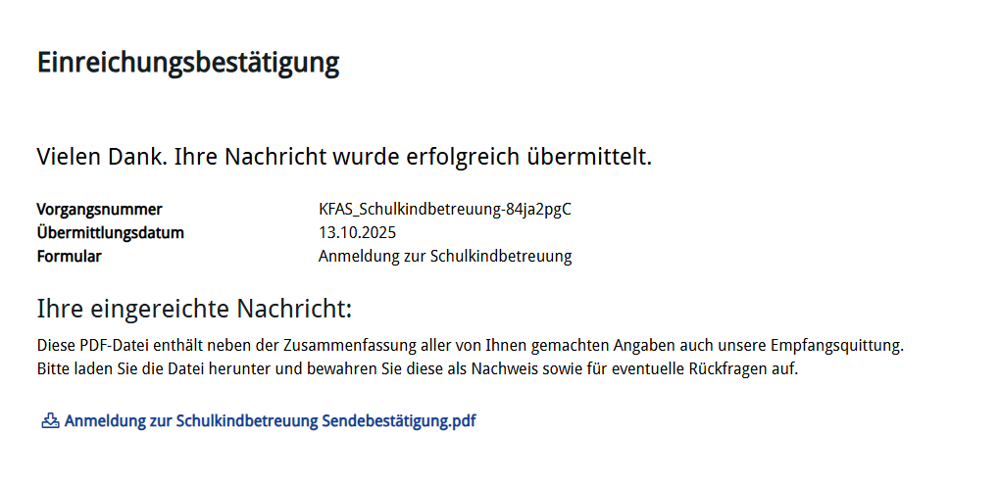 Einreichungsbestätigung
Vielen Dank. Ihre Nachricht wurde erfolgreich übermittelt.
Vorgangsnummer KFAS_Schulkindbetreuung-84ja2pgC
Übermittlungsdatum 13.10.2025
Formular Anmeldung zur Schulkindbetreuung
Ihre eingereichte Nachricht:
Diese PDF-Datei enthält neben der Zusammenfassung aller von Ihnen gemachten Angaben auch unsere Empfangsquittung.
Bitte laden Sie die Datei herunter und bewahren Sie diese als Nachweis sowie für eventuelle Rückfragen auf.
Anmeldung zur Schulkindbetreuung Sendebestätigung.pdf